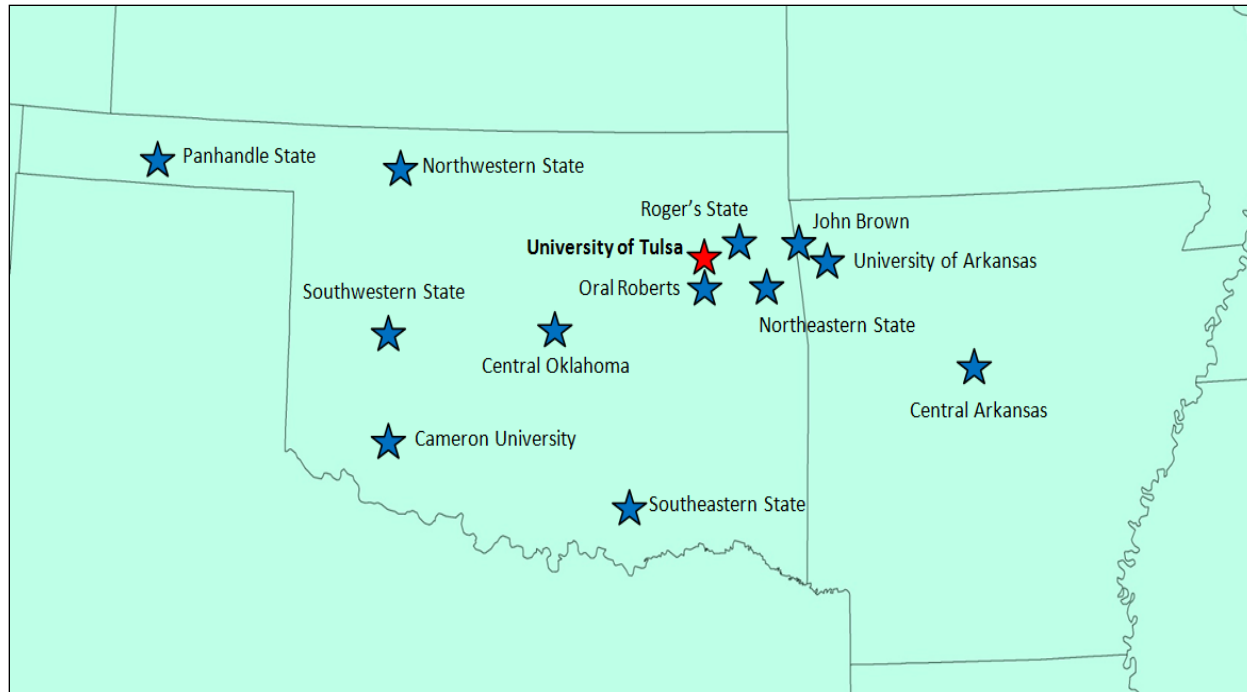 Panhandle State
Northwestern State
Roger’s State
John Brown
University of Tulsa
University of Arkansas
Oral Roberts
Southwestern State
Northeastern State
Central Oklahoma
Central Arkansas
Cameron University
Southeastern State